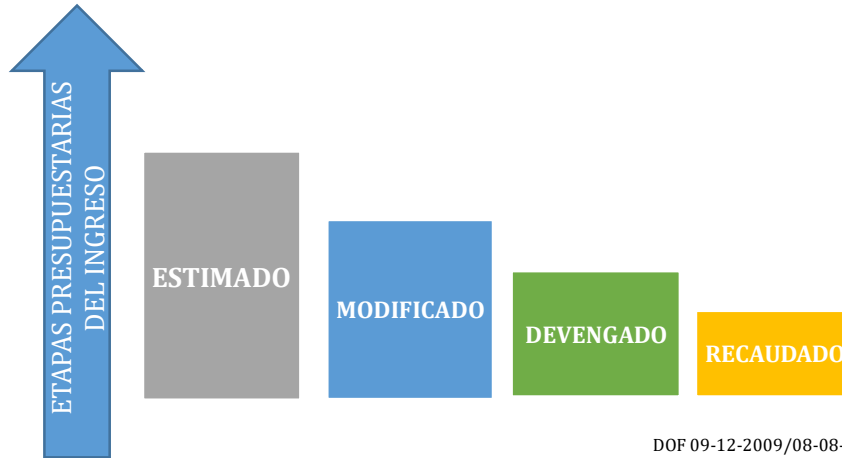 ETAPAS PRESUPUESTARIAS
DEL INGRESO
ESTIMADO
MODIFICADO
DEVENGADO
RECAUDADO
DOF 09-12-2009/08-08-